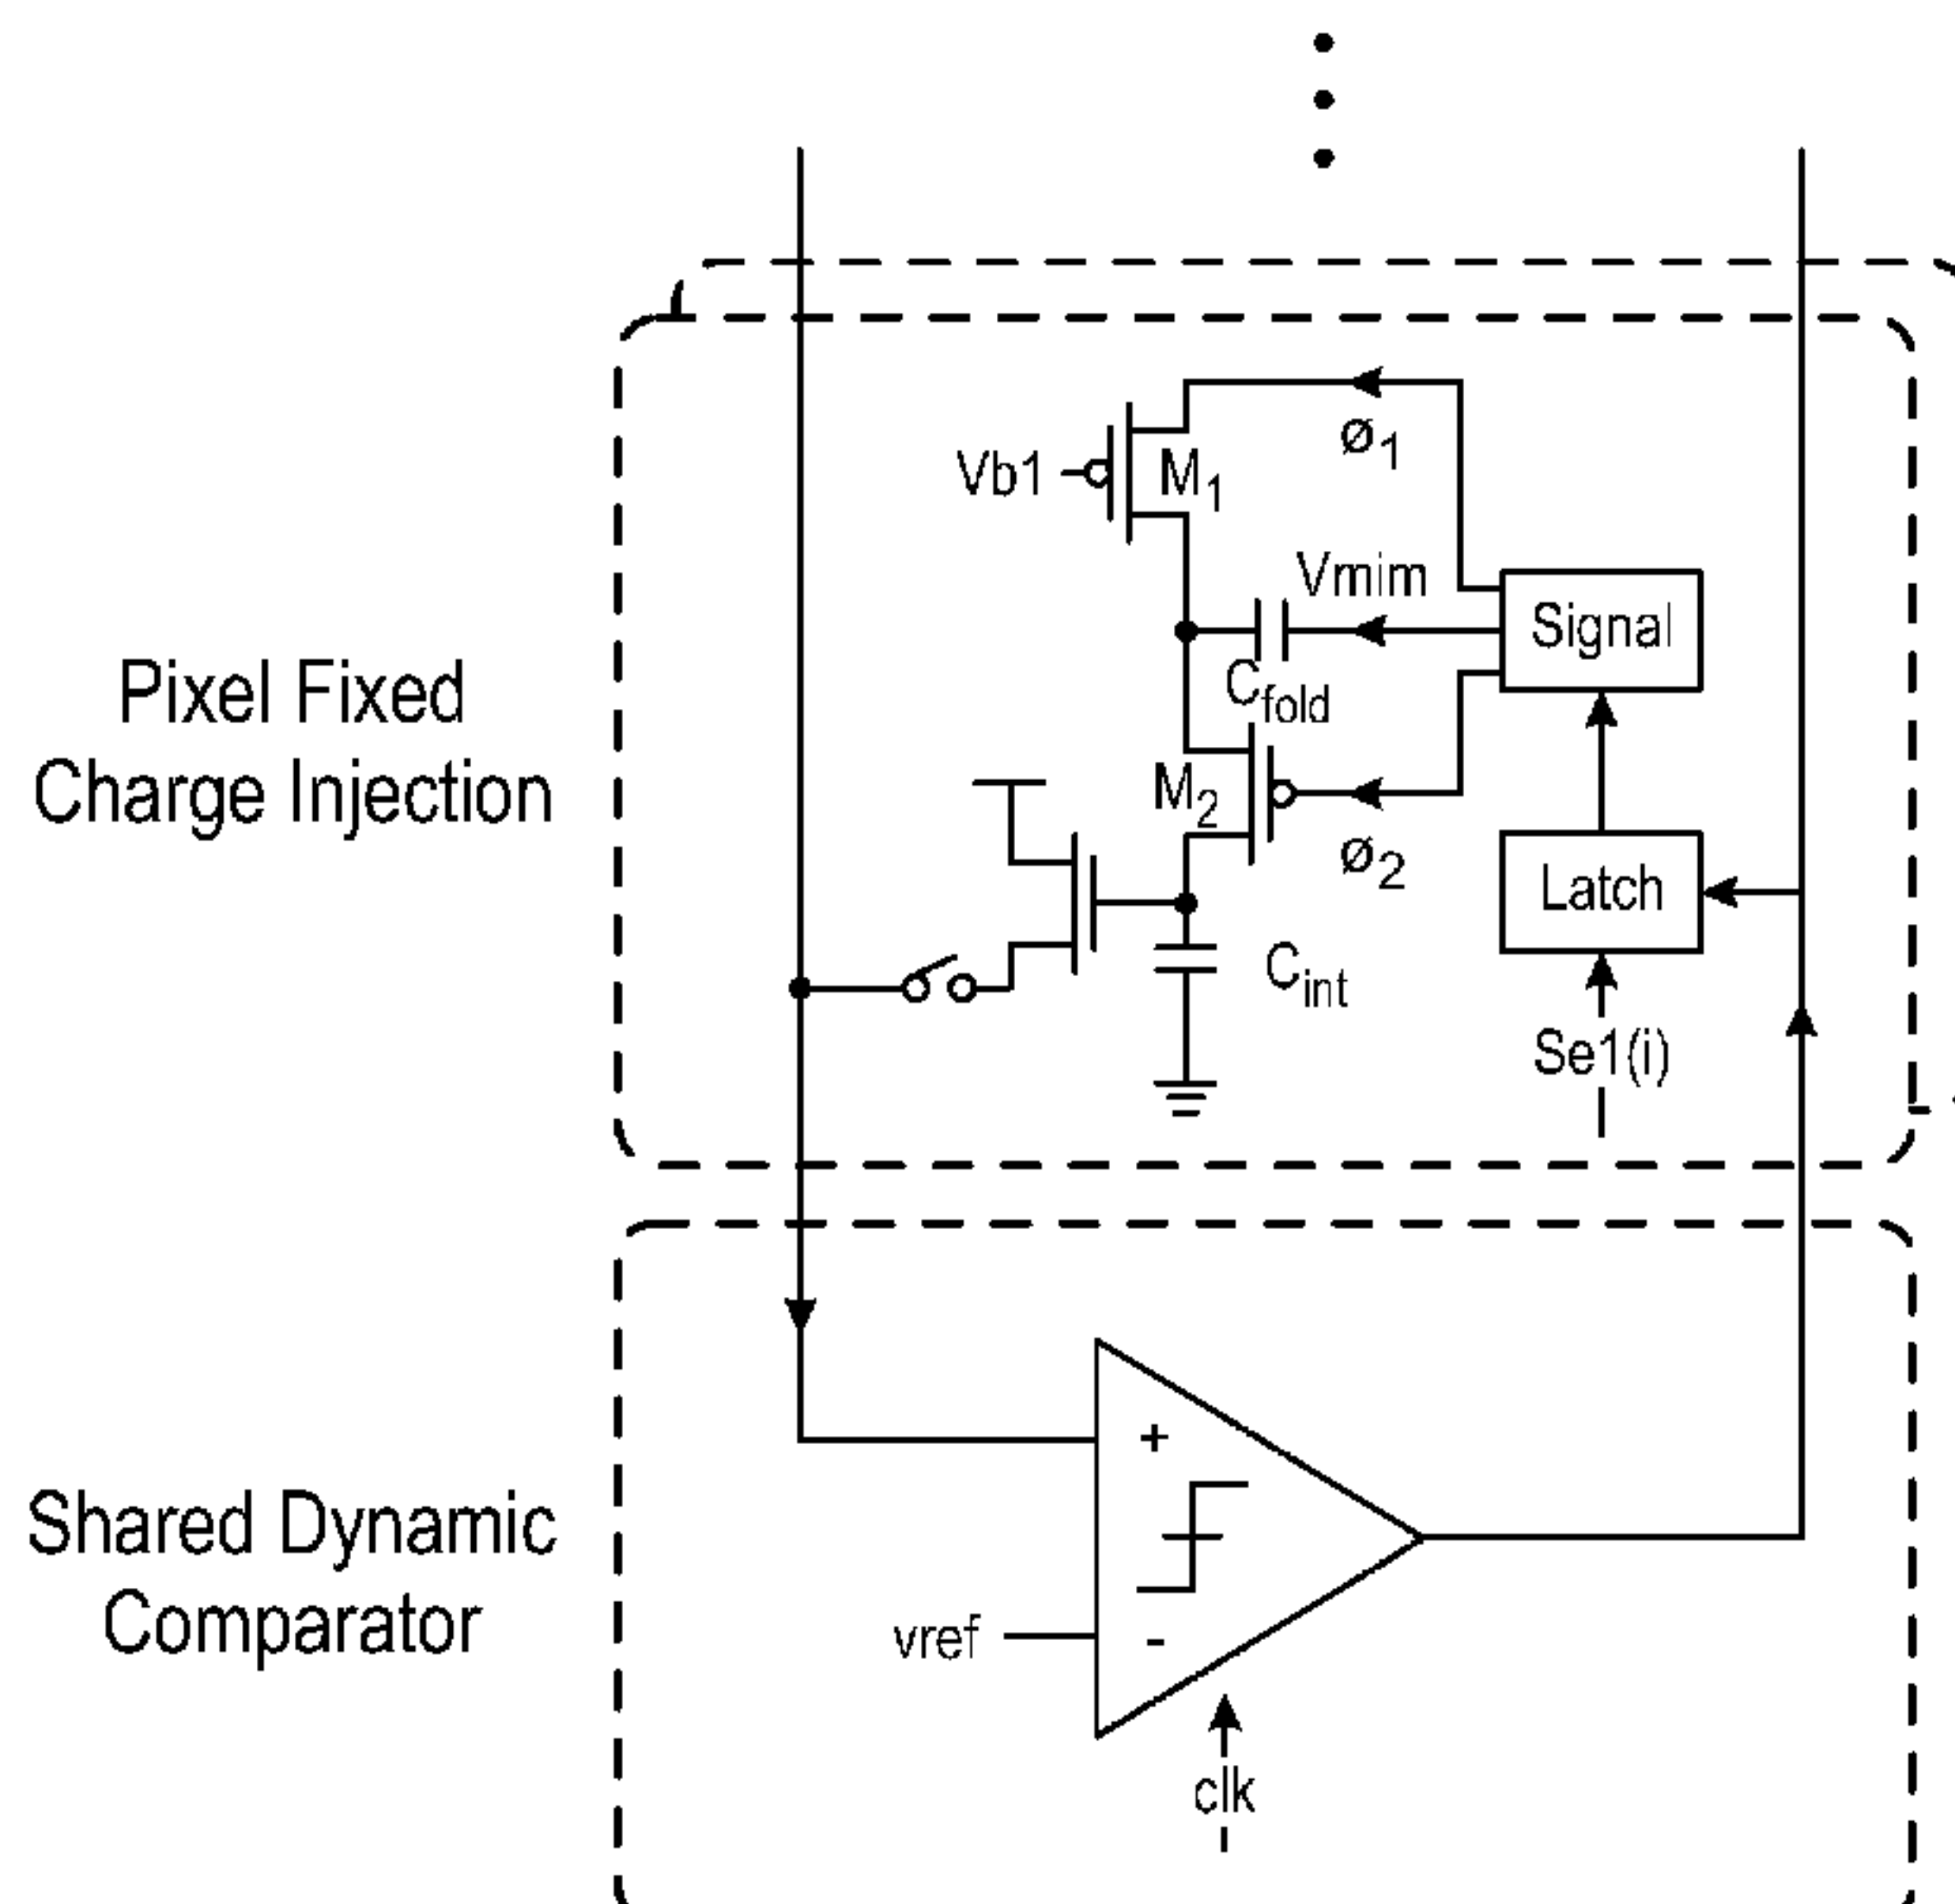 Vb1
M1
ø1
Vmim
Signal
Cfold
Pixel Fixed
Charge Injection
M2
ø2
Latch
Cint
Se1(i)
Shared Dynamic
Comparator
+
vref
-
clk